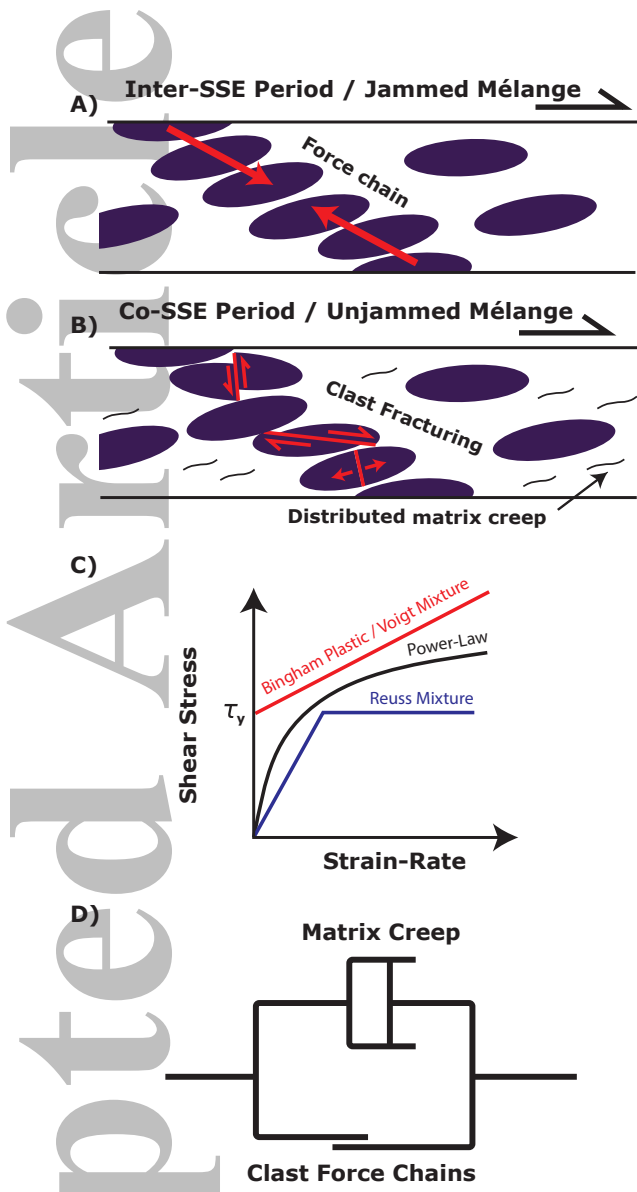 A)
Inter-SSE Period / Jammed Mélange
Force chain
B)
Co-SSE Period / Unjammed Mélange
Clast Fracturing
Distributed matrix creep
C)
Shear Stress
τy
Bingham Plastic / Voigt Mixture
Power-Law
Reuss Mixture
Strain-Rate
D)
Matrix Creep
Clast Force Chains
pted Article